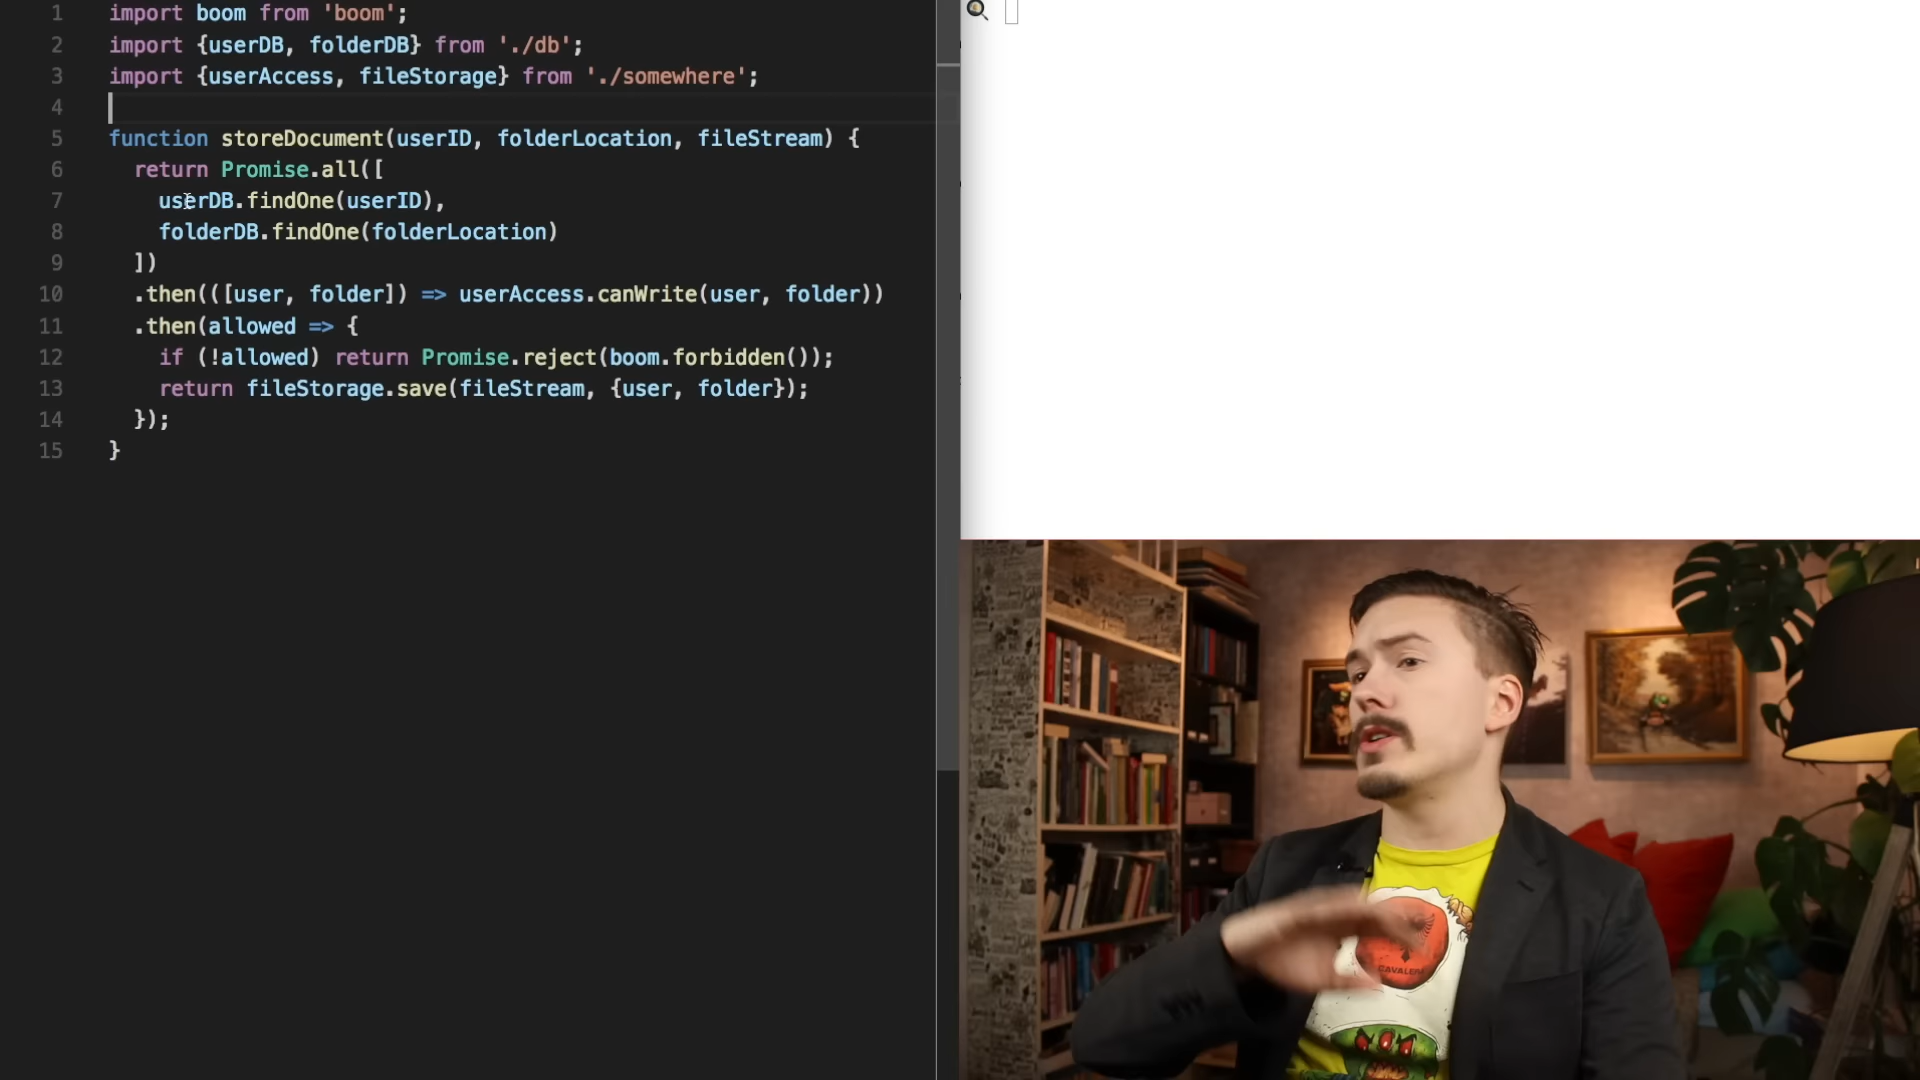 1 import boom from 'boom';
2 import {userDB, folderDB} from './db';
3 import {userAccess, fileStorage} from './somewhere';
4
5 function storeDocument(userID, folderLocation, fileStream) {
6 return Promise.all([
7 userDB.findOne(userID),
8 folderDB.findOne(folderLocation)
9 ])
10 .then(([user, folder]) => userAccess.canWrite(user, folder))
11 .then(allowed => {
12 if (!allowed) return Promise.reject(boom.forbidden());
13 return fileStorage.save(fileStream, {user, folder});
14 });
15 }
CAVALERA